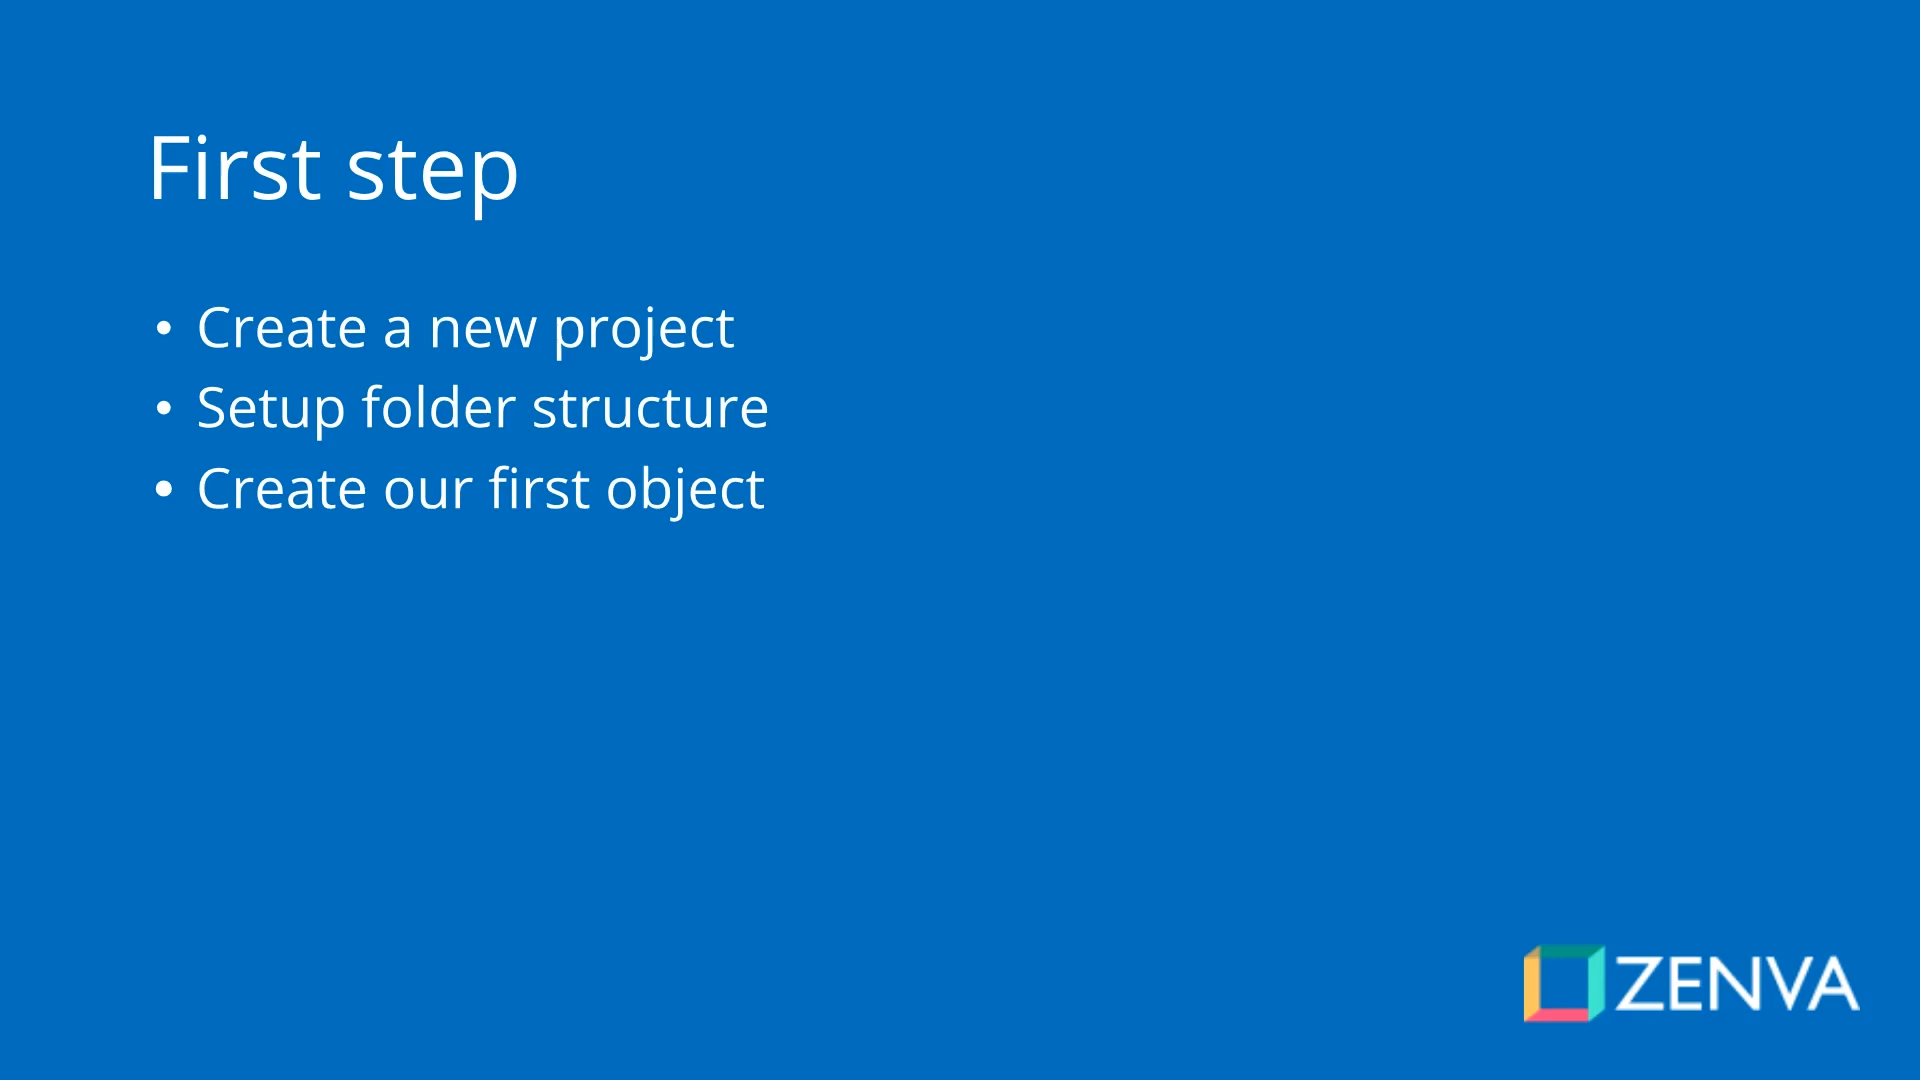 First step
• Create a new project
• Setup folder structure
• Create our first object
ZENVA